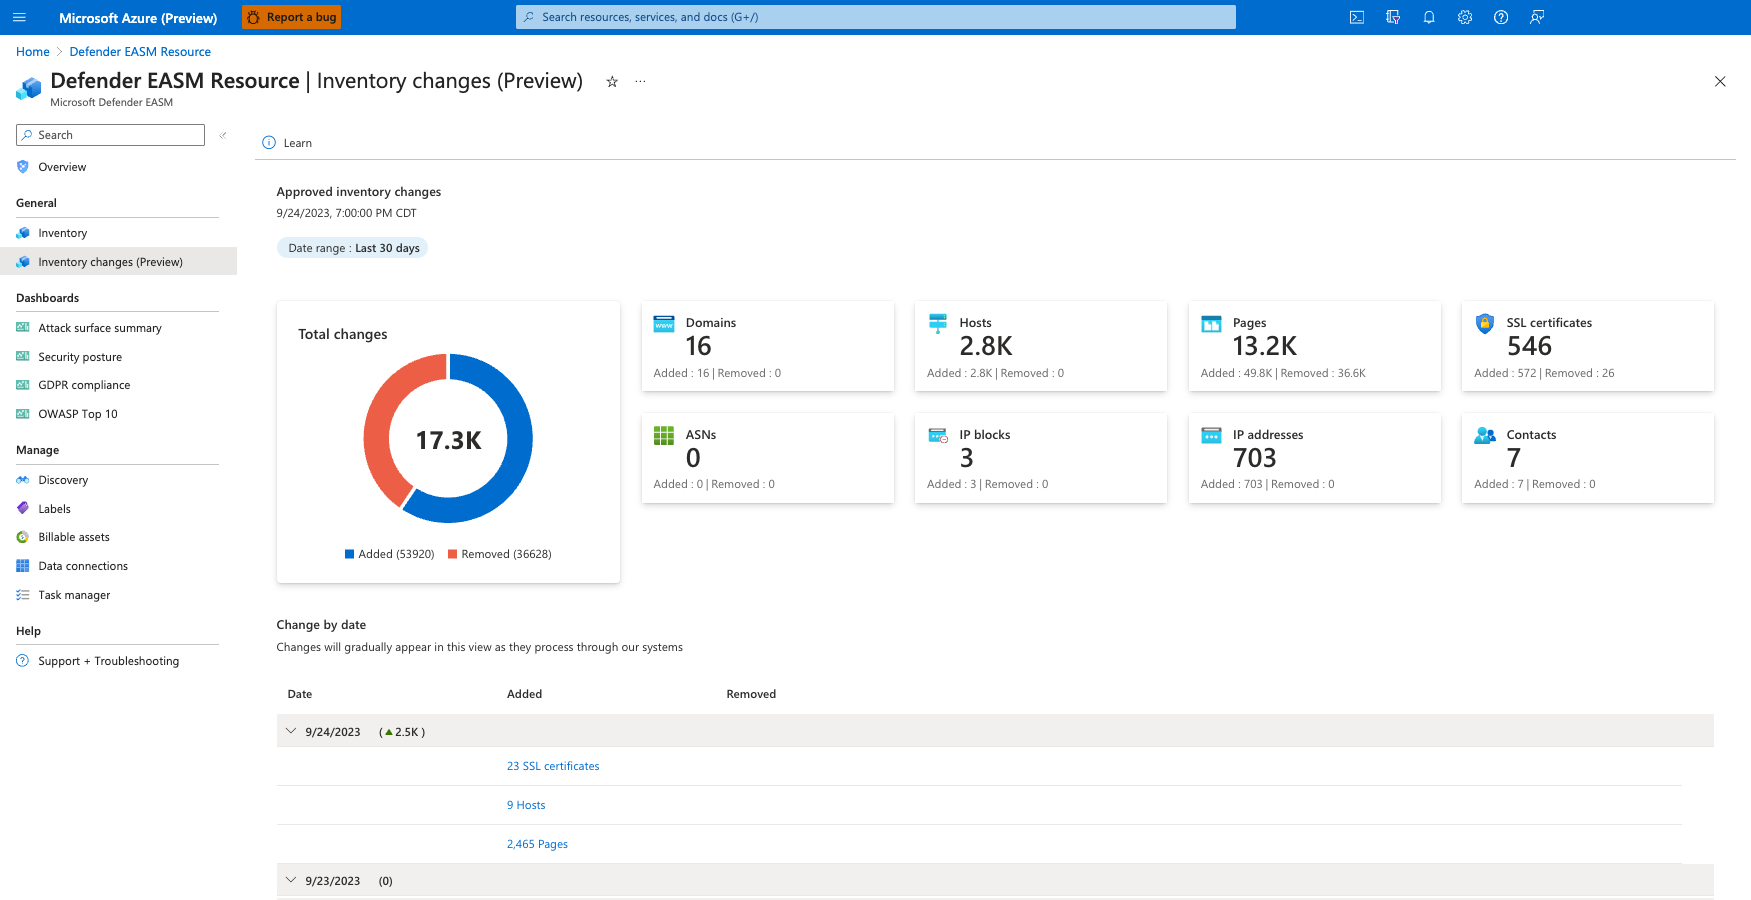 Microsoft Azure (Preview)
Report a bug
Search resources, services, and docs (G+/)
Home > Defender EASM Resource
Defender EASM Resource | Inventory changes (Preview)
Microsoft Defender EASM
Search
Overview
General
Inventory
Inventory changes (Preview)
Dashboards
Attack surface summary
Security posture
GDPR compliance
OWASP Top 10
Manage
Discovery
Labels
Billable assets
Data connections
Task manager
Help
Support + Troubleshooting
Learn
Approved inventory changes
9/24/2023, 7:00:00 PM CDT
Date range : Last 30 days
Total changes
17.3K
Added (53920)
Removed (36628)
Domains
16
Added : 16 | Removed : 0
Hosts
2.8K
Added : 2.8K | Removed : 0
Pages
13.2K
Added : 49.8K | Removed : 36.6K
SSL certificates
546
Added : 572 | Removed : 26
ASNs
0
Added : 0 | Removed : 0
IP blocks
3
Added : 3 | Removed : 0
IP addresses
703
Added : 703 | Removed : 0
Contacts
7
Added : 7 | Removed : 0
Change by date
Changes will gradually appear in this view as they process through our systems
Date Added Removed
9/24/2023 (▲2.5K )
23 SSL certificates
9 Hosts
2,465 Pages
9/23/2023 (0)